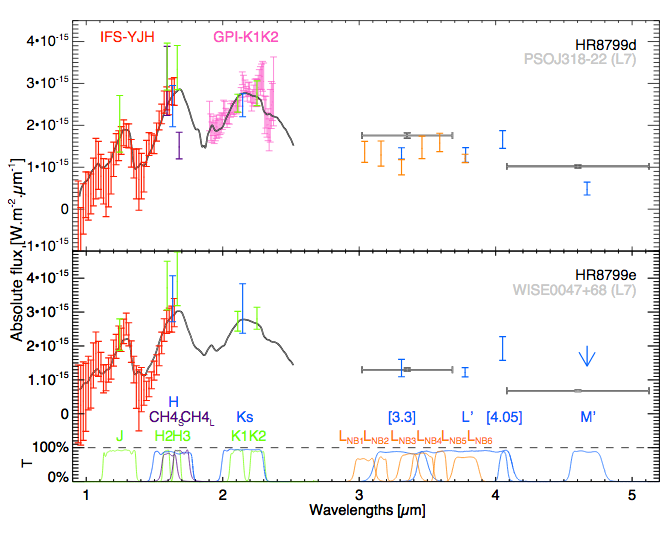 IFS-YJH GPI-K1K2 HR8799d
PSOJ318-22 (L7)
4•10⁻¹⁵
3•10⁻¹⁵
2•10⁻¹⁵
1•10⁻¹⁵
0
-1•10⁻¹⁵
Absolute flux [W.m⁻².µm⁻¹]
HR8799e
WISE0047+68 (L7)
4•10⁻¹⁵
3•10⁻¹⁵
2•10⁻¹⁵
1•10⁻¹⁵
0
H
CH4S CH4L Ks [3.3] L' [4.05] M'
J H2H3 K1K2 LNB1 LNB2 LNB3 LNB4 LNB5 LNB6
100%
T
0%
1 2 3 4 5
Wavelengths [µm]